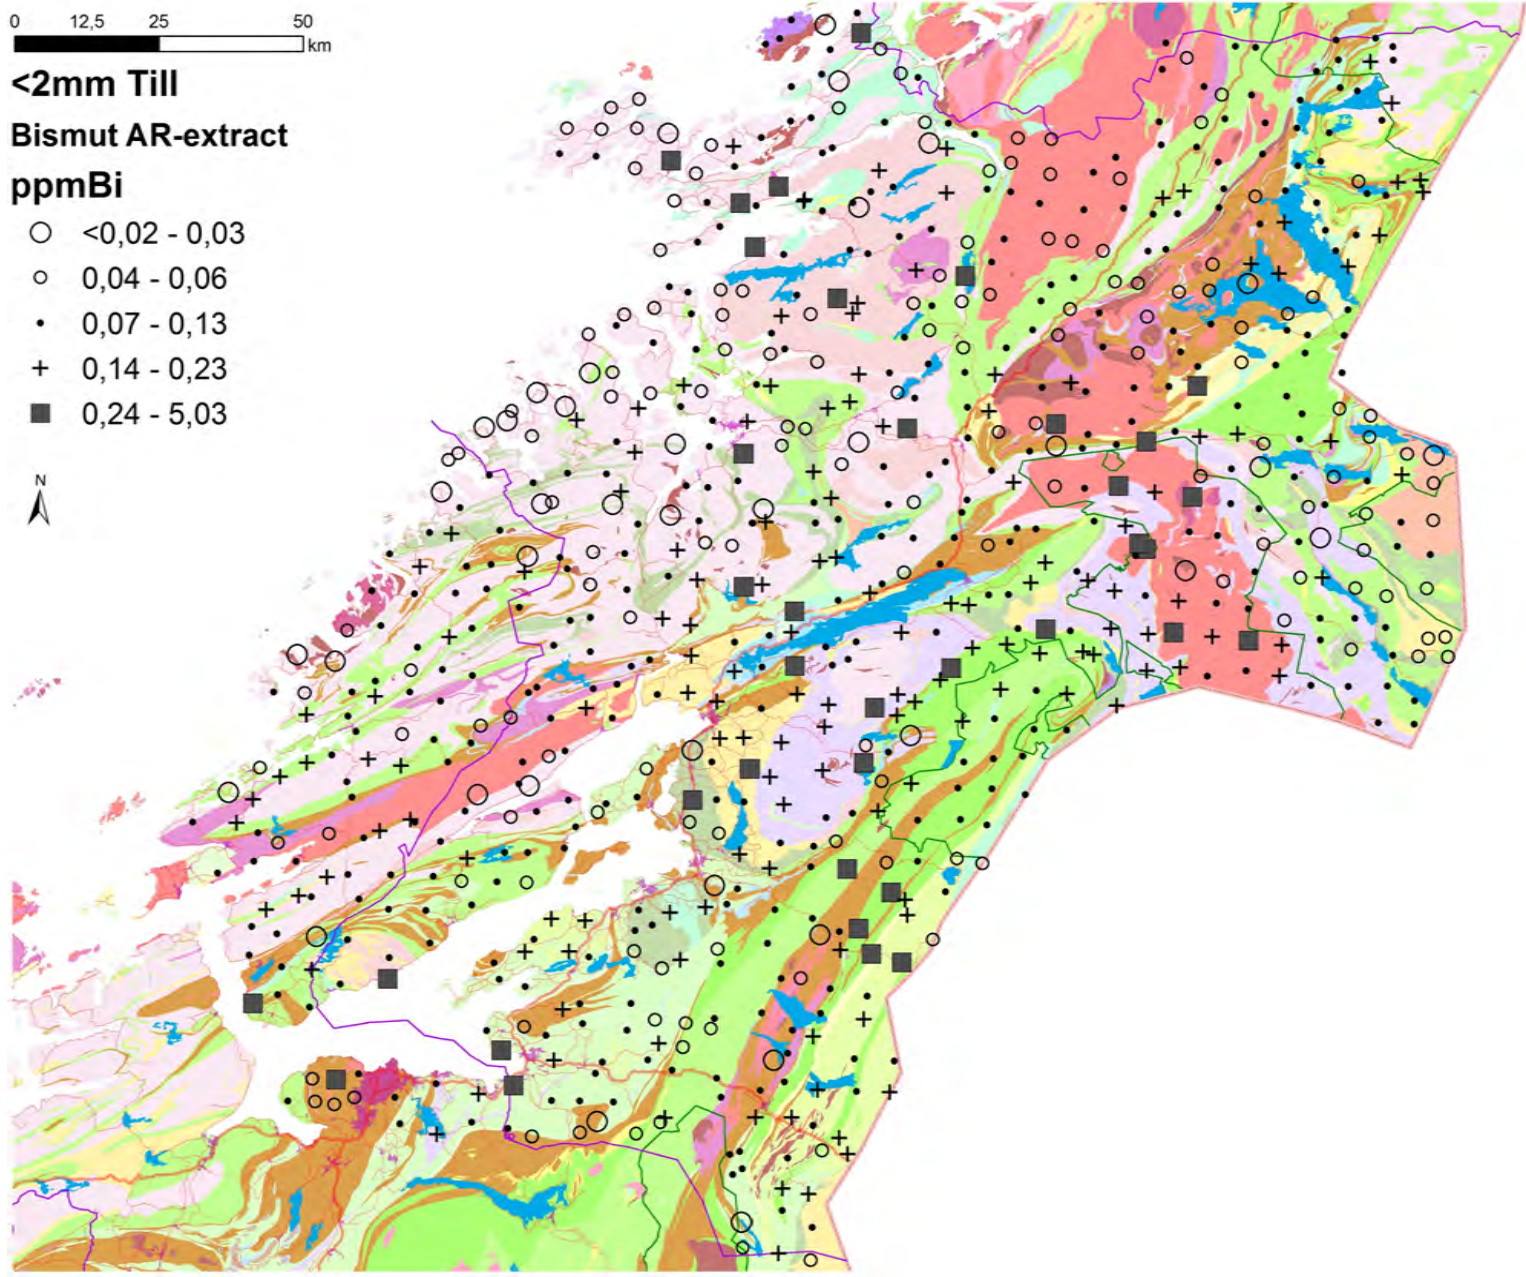 0 12,5 25 50
km
<2mm Till
Bismut AR-extract
ppmBi
<0,02 - 0,03
0,04 - 0,06
0,07 - 0,13
0,14 - 0,23
0,24 - 5,03
N